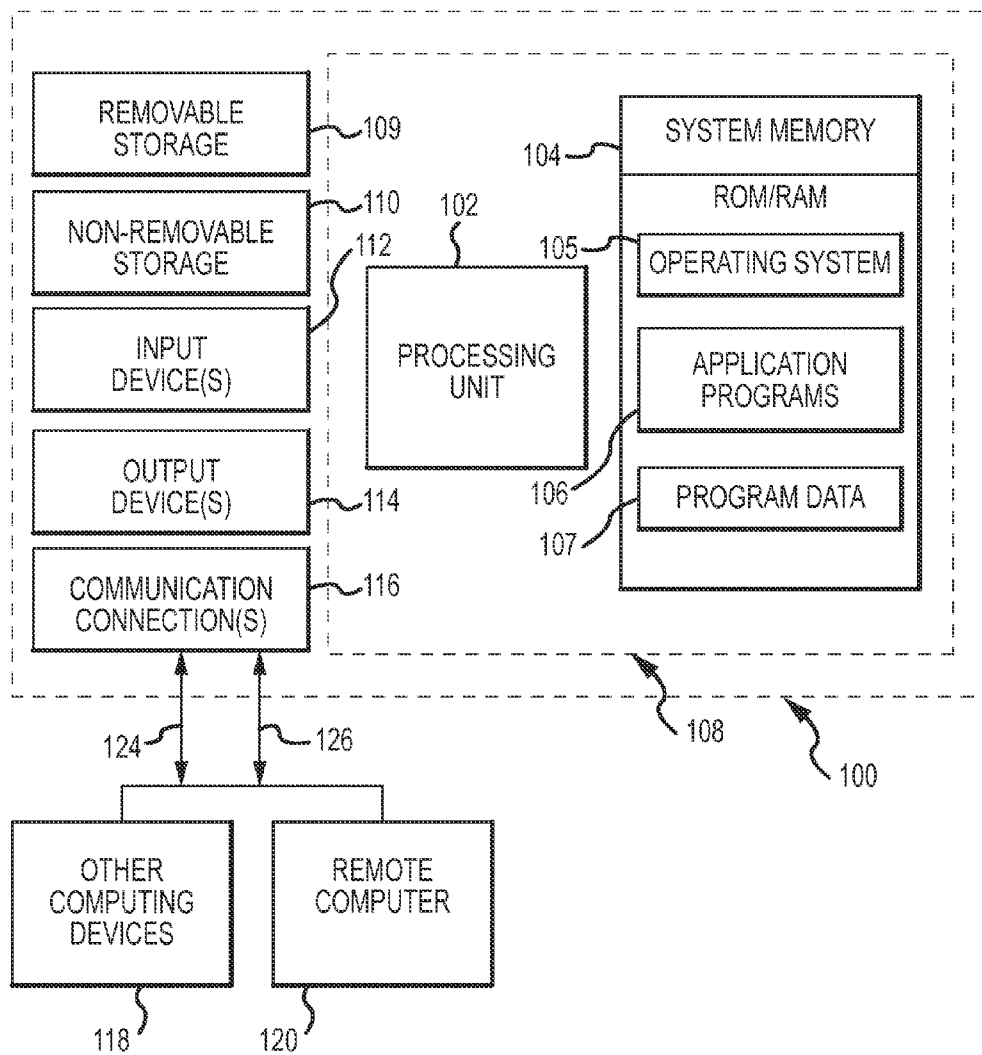 REMOVABLE
STORAGE
109
NON-REMOVABLE
STORAGE
110
INPUT
DEVICE(S)
112
OUTPUT
DEVICE(S)
114
COMMUNICATION
CONNECTION(S)
116
102
PROCESSING
UNIT
SYSTEM MEMORY
104
ROM/RAM
105
OPERATING SYSTEM
APPLICATION
PROGRAMS
106
PROGRAM DATA
107
108
100
124
126
OTHER
COMPUTING
DEVICES
118
REMOTE
COMPUTER
120